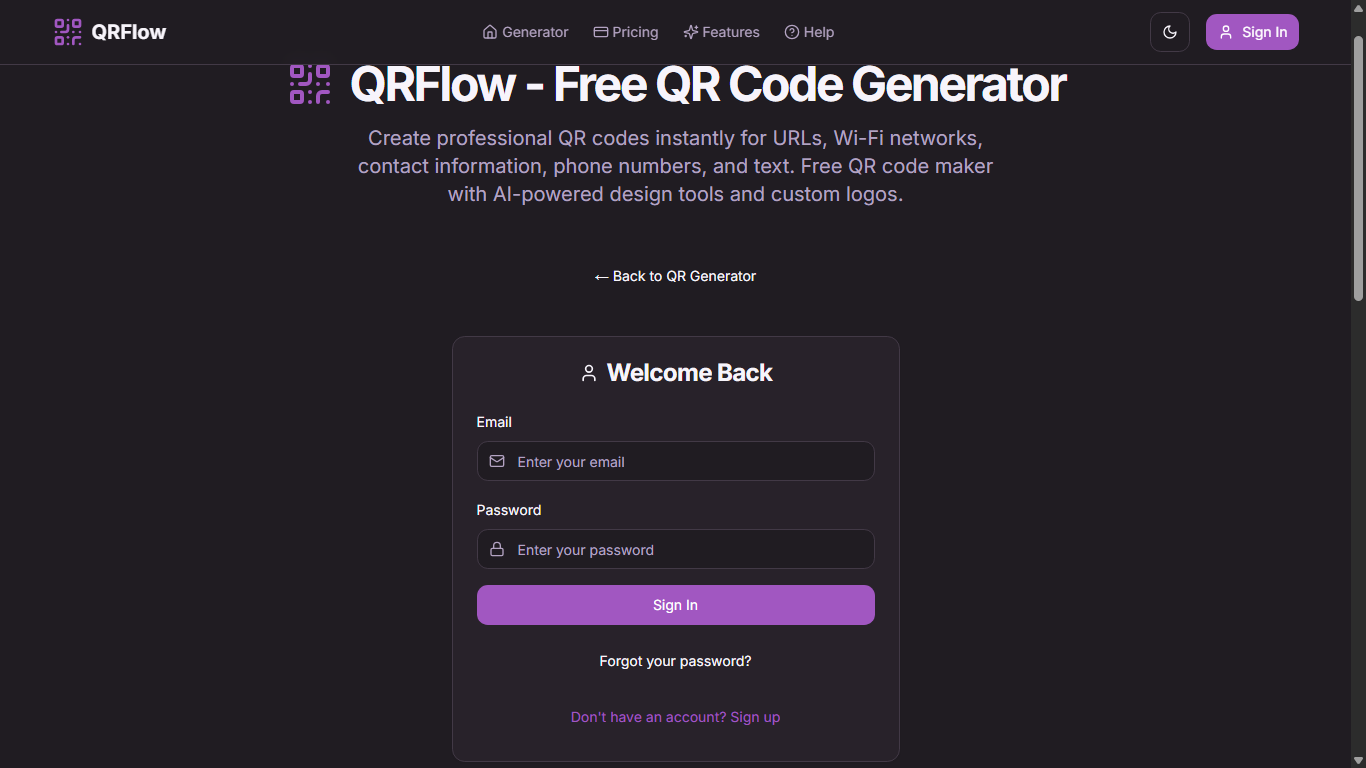 QRFlow
Generator
Pricing
Features
Help
Sign In
QRFlow - Free QR Code Generator
Create professional QR codes instantly for URLs, Wi-Fi networks,
contact information, phone numbers, and text. Free QR code maker
with AI-powered design tools and custom logos.
← Back to QR Generator
Welcome Back
Email
Enter your email
Password
Enter your password
Sign In
Forgot your password?
Don't have an account? Sign up